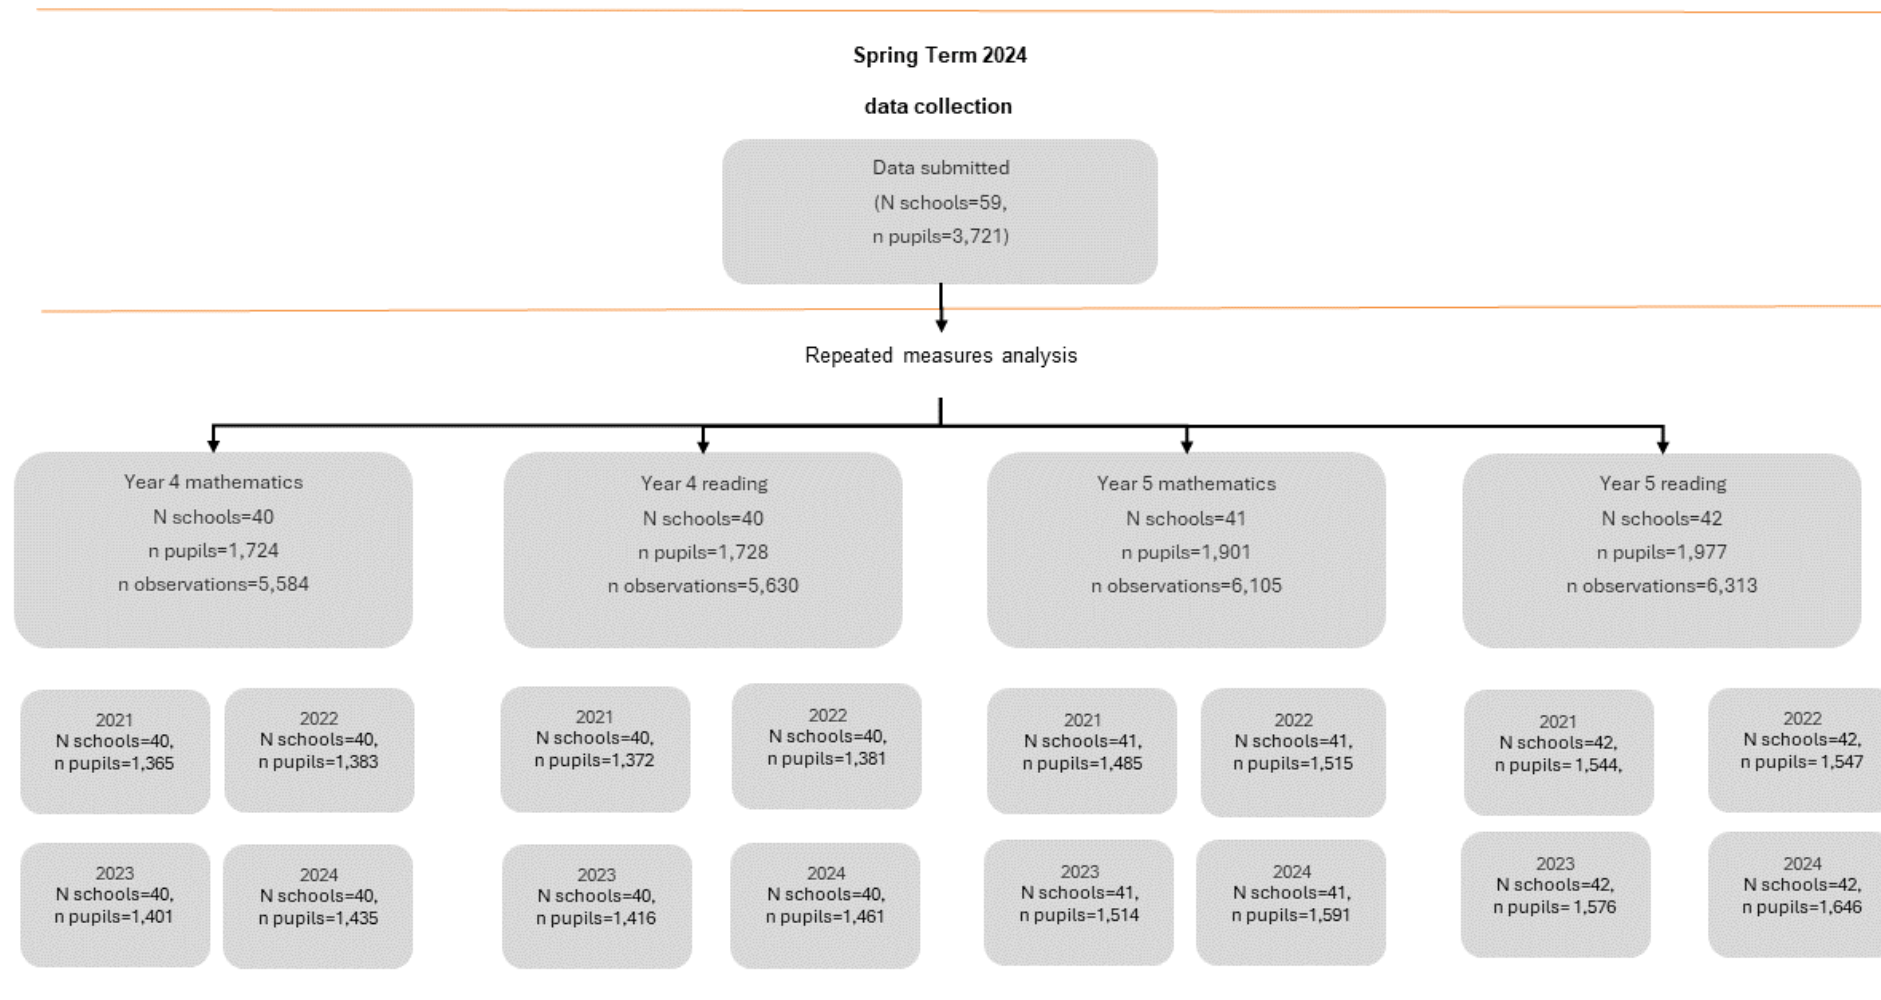 Spring Term 2024
data collection
Data submitted
(N schools=59,
n pupils=3,721)
Repeated measures analysis
Year 4 mathematics
N schools=40
n pupils=1,724
n observations=5,584
Year 4 reading
N schools=40
n pupils=1,728
n observations=5,630
Year 5 mathematics
N schools=41
n pupils=1,901
n observations=6,105
Year 5 reading
N schools=42
n pupils=1,977
n observations=6,313
2021
N schools=40,
n pupils=1,365
2022
N schools=40,
n pupils=1,383
2021
N schools=40,
n pupils=1,372
2022
N schools=40,
n pupils=1,381
2021
N schools=41,
n pupils=1,485
2022
N schools=41,
n pupils=1,515
2021
N schools=42,
n pupils= 1,544,
2022
N schools=42,
n pupils= 1,547
2023
N schools=40,
n pupils=1,401
2024
N schools=40,
n pupils=1,435
2023
N schools=40,
n pupils=1,416
2024
N schools=40,
n pupils=1,461
2023
N schools=41,
n pupils=1,514
2024
N schools=41,
n pupils=1,591
2023
N schools=42,
n pupils= 1,576
2024
N schools=42,
n pupils=1,646